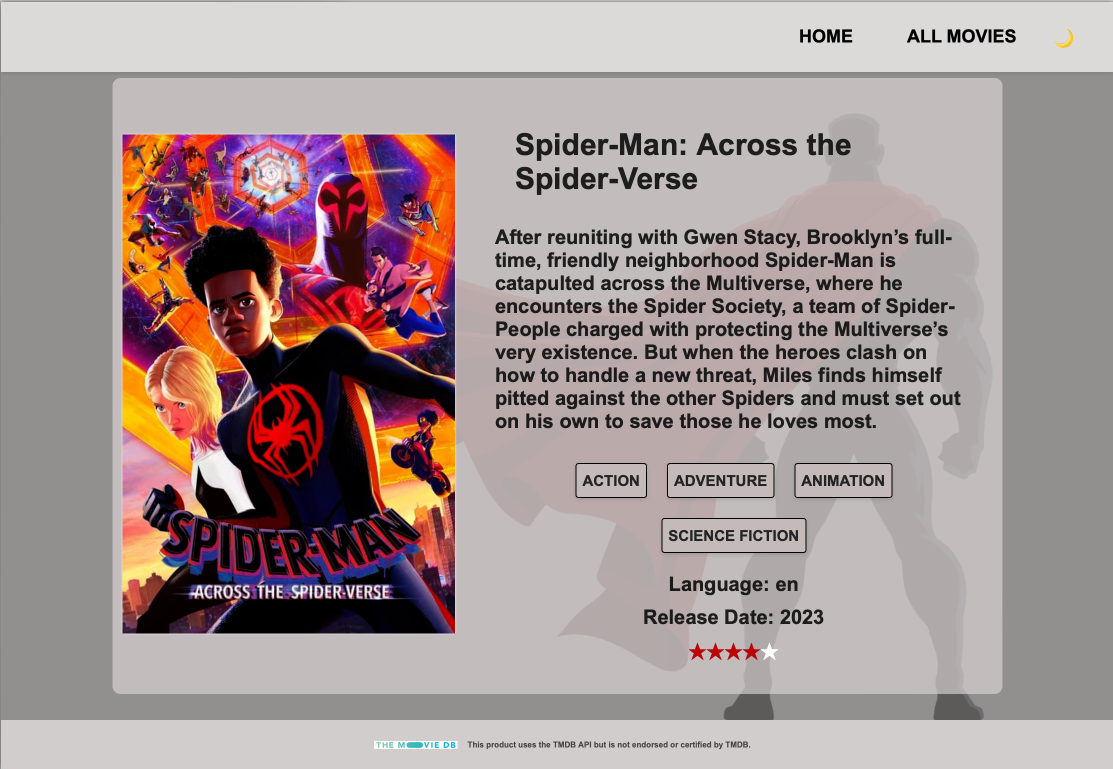 HOME ALL MOVIES
Spider-Man: Across the
Spider-Verse
After reuniting with Gwen Stacy, Brooklyn’s full-
time, friendly neighborhood Spider-Man is
catapulted across the Multiverse, where he
encounters the Spider Society, a team of Spider-
People charged with protecting the Multiverse’s
very existence. But when the heroes clash on
how to handle a new threat, Miles finds himself
pitted against the other Spiders and must set out
on his own to save those he loves most.
ACTION ADVENTURE ANIMATION
SCIENCE FICTION
Language: en
Release Date: 2023
SPIDER-MAN
ACROSS THE SPIDER-VERSE
THE MOVIE DB This product uses the TMDB API but is not endorsed or certified by TMDB.